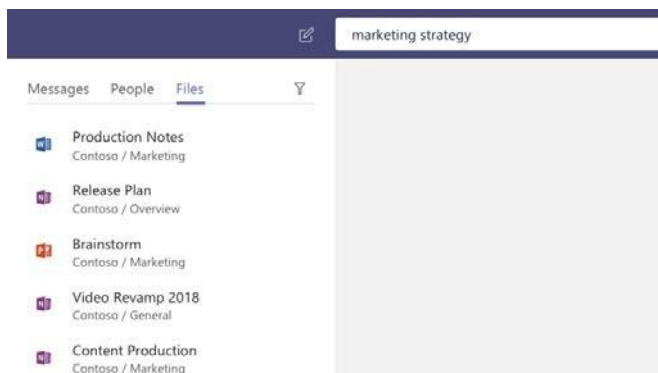 marketing strategy
Messages People Files
Production Notes
Contoso / Marketing
Release Plan
Contoso / Overview
Brainstorm
Contoso / Marketing
Video Revamp 2018
Contoso / General
Content Production
Contoso / Marketing